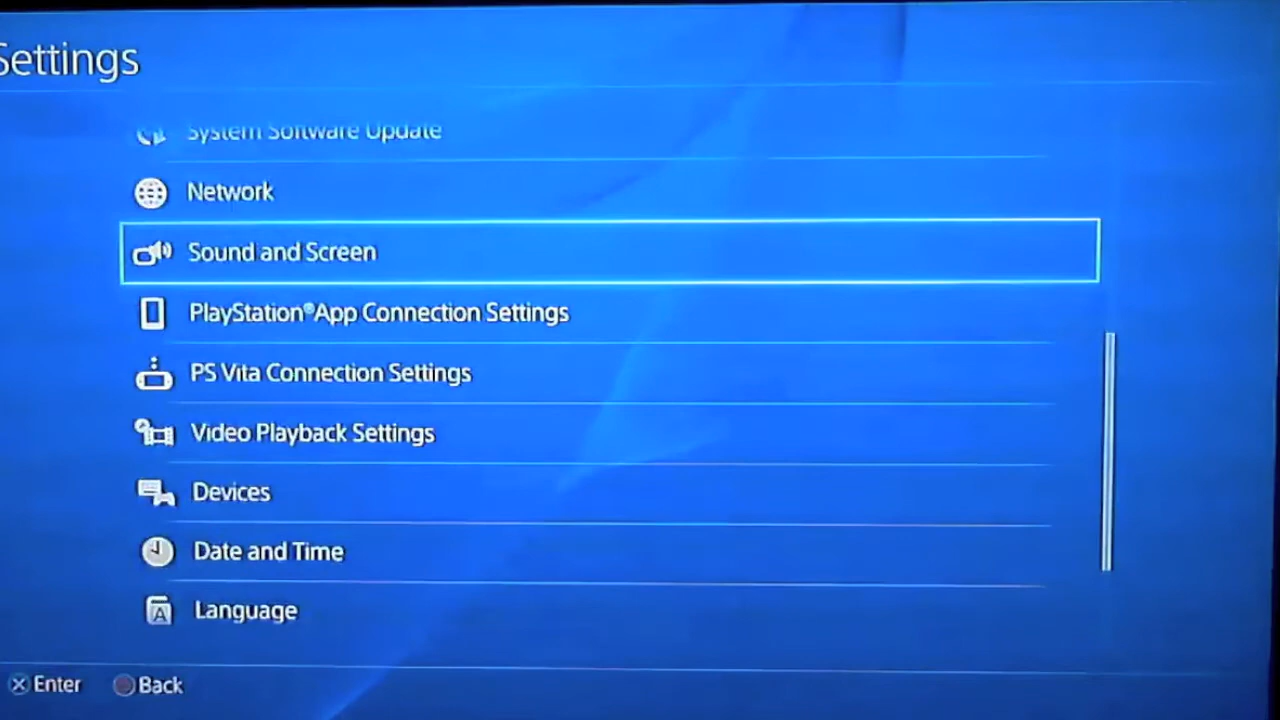 Settings
System Software Update
Network
Sound and Screen
PlayStation®App Connection Settings
PS Vita Connection Settings
Video Playback Settings
Devices
Date and Time
Language
Enter Back